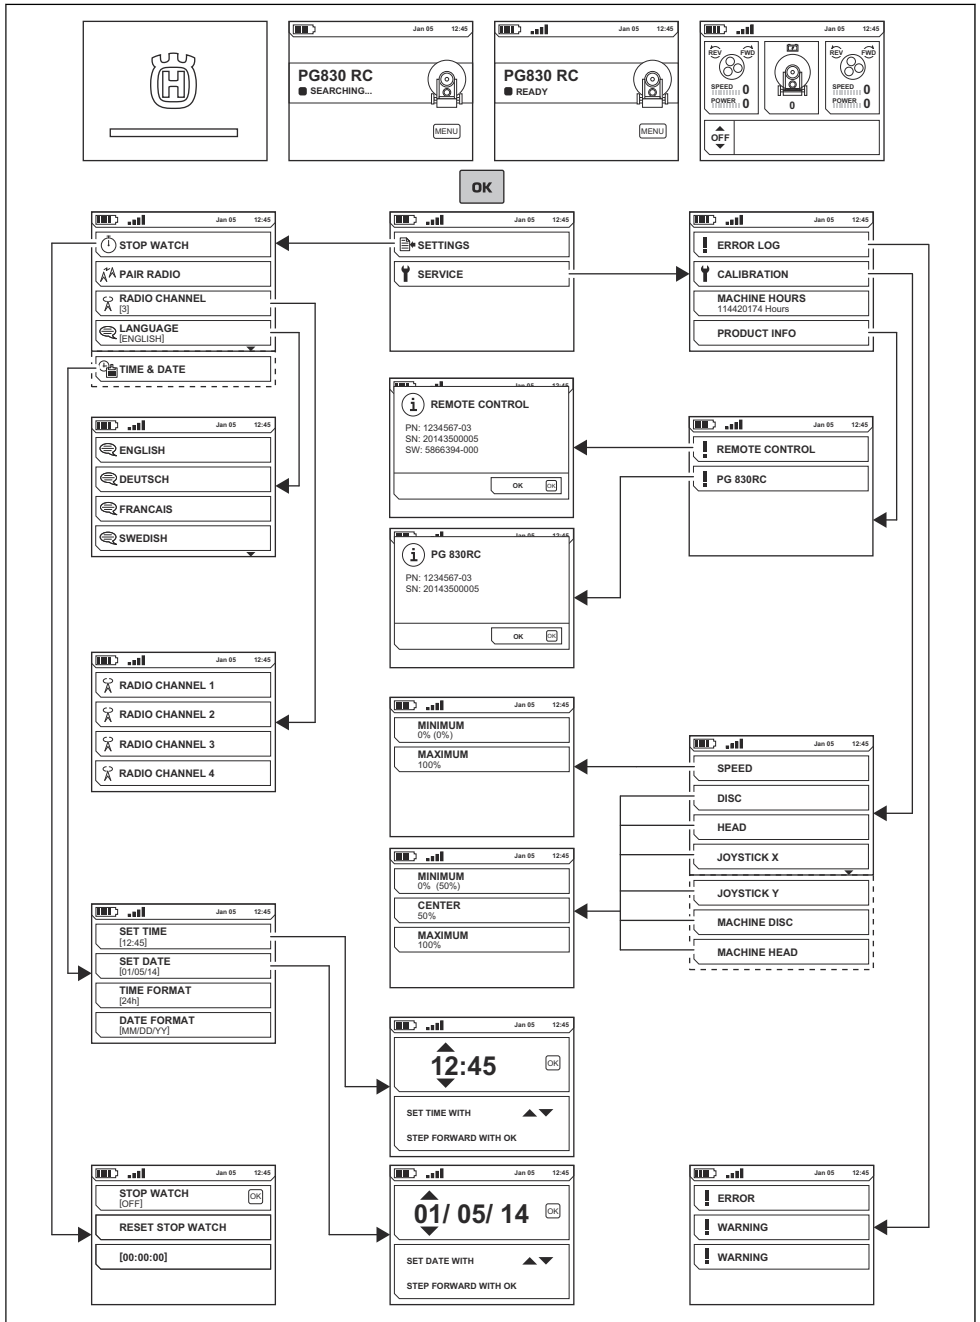 Jan 05 12:45
PG830 RC
SEARCHING...
MENU
Jan 05 12:45
PG830 RC
READY
MENU
Jan 05 12:45
REV FWD
SPEED 0
POWER 0
0
REV FWD
SPEED 0
POWER 0
OFF
OK
Jan 05 12:45
STOP WATCH
PAIR RADIO
RADIO CHANNEL
[3]
LANGUAGE
[ENGLISH]
TIME & DATE
Jan 05 12:45
SETTINGS
SERVICE
Jan 05 12:45
ERROR LOG
CALIBRATION
MACHINE HOURS
114420174 Hours
PRODUCT INFO
Jan 05 12:45
ENGLISH
DEUTSCH
FRANCAIS
SWEDISH
Jan 05 12:45
REMOTE CONTROL
PN: 1234567-03
SN: 20143500005
SW: 5866394-000
OK OK
Jan 05 12:45
REMOTE CONTROL
PG 830RC
Jan 05 12:45
PG 830RC
PN: 1234567-03
SN: 20143500005
OK OK
Jan 05 12:45
RADIO CHANNEL 1
RADIO CHANNEL 2
RADIO CHANNEL 3
RADIO CHANNEL 4
Jan 05 12:45
MINIMUM
0% (0%)
MAXIMUM
100%
Jan 05 12:45
SPEED
DISC
HEAD
JOYSTICK X
JOYSTICK Y
MACHINE DISC
MACHINE HEAD
Jan 05 12:45
MINIMUM
0% (50%)
CENTER
50%
MAXIMUM
100%
Jan 05 12:45
SET TIME
[12:45]
SET DATE
[01/05/14]
TIME FORMAT
[24h]
DATE FORMAT
[MM/DD/YY]
Jan 05 12:45
12:45 OK
SET TIME WITH
STEP FORWARD WITH OK
Jan 05 12:45
STOP WATCH
[OFF]
OK
RESET STOP WATCH
[00:00:00]
Jan 05 12:45
01/ 05/ 14 OK
SET DATE WITH
STEP FORWARD WITH OK
Jan 05 12:45
ERROR
WARNING
WARNING